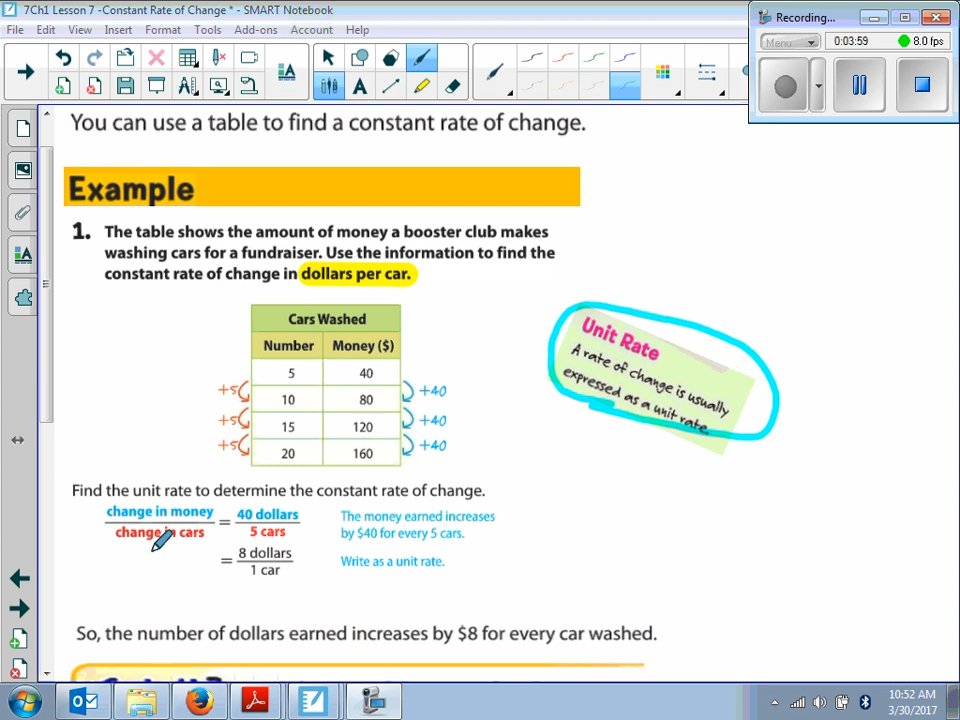 7Ch1 Lesson 7 -Constant Rate of Change * - SMART Notebook
File Edit View Insert Format Tools Add-ons Account Help
Recording...
Menu
0:03:59
8.0 fps
You can use a table to find a constant rate of change.
Example
1. The table shows the amount of money a booster club makes
washing cars for a fundraiser. Use the information to find the
constant rate of change in dollars per car.
Cars Washed
Number Money ($)
5 40
+5 10 80 +40
+5 15 120 +40
+5 20 160 +40
Unit Rate
A rate of change is usually
expressed as a unit rate.
Find the unit rate to determine the constant rate of change.
change in money
change in cars
= 40 dollars
5 cars
The money earned increases
by $40 for every 5 cars.
= 8 dollars
1 car
Write as a unit rate.
So, the number of dollars earned increases by $8 for every car washed.
10:52 AM
3/30/2017